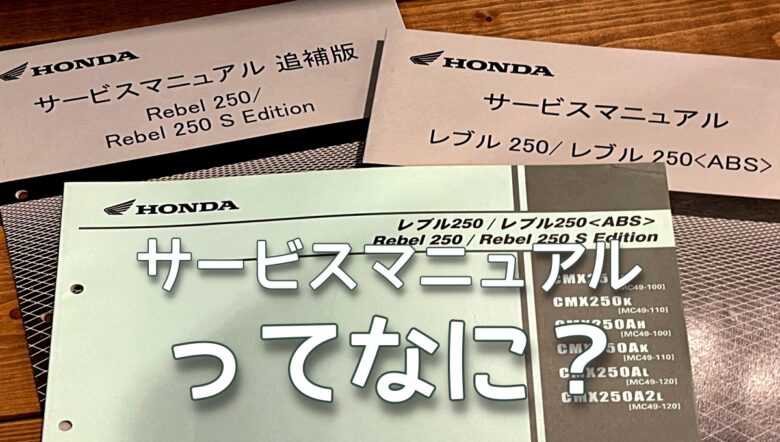 HONDA
サービスマニュアル 追補版
Rebel 250/
Rebel 250 S Edition
HONDA
サービスマニュアル
レブル 250/レブル 250<ABS>
HONDA
レブル250/レブル250<ABS>
Rebel 250/Rebel 250 S Edition
サービスマニュアル
ってなに？
[MC49-100]
CMX250K
[MC49-110]
CMX250AH
[MC49-100]
CMX250AK
[MC49-110]
CMX250AL
[MC49-120]
CMX250A2L
[MC49-120]